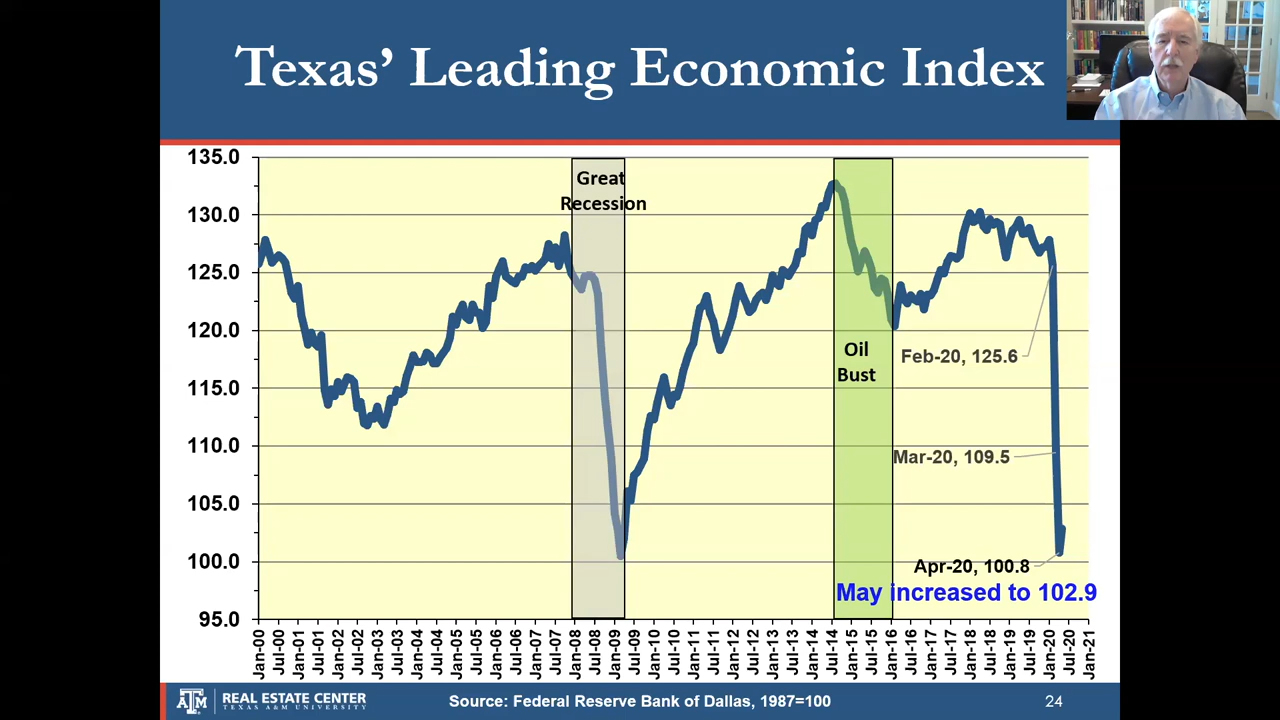 Texas’ Leading Economic Index
135.0
130.0
125.0
120.0
115.0
110.0
105.0
100.0
95.0
Great
Recession
Oil
Bust
Feb-20, 125.6
Mar-20, 109.5
Apr-20, 100.8
May increased to 102.9
Jan-00
Jul-00
Jan-01
Jul-01
Jan-02
Jul-02
Jan-03
Jul-03
Jan-04
Jul-04
Jan-05
Jul-05
Jan-06
Jul-06
Jan-07
Jul-07
Jan-08
Jul-08
Jan-09
Jul-09
Jan-10
Jul-10
Jan-11
Jul-11
Jan-12
Jul-12
Jan-13
Jul-13
Jan-14
Jul-14
Jan-15
Jul-15
Jan-16
Jul-16
Jan-17
Jul-17
Jan-18
Jul-18
Jan-19
Jul-19
Jan-20
Jul-20
Jan-21
ATM
REAL ESTATE CENTER
TEXAS A&M UNIVERSITY
Source: Federal Reserve Bank of Dallas, 1987=100
24